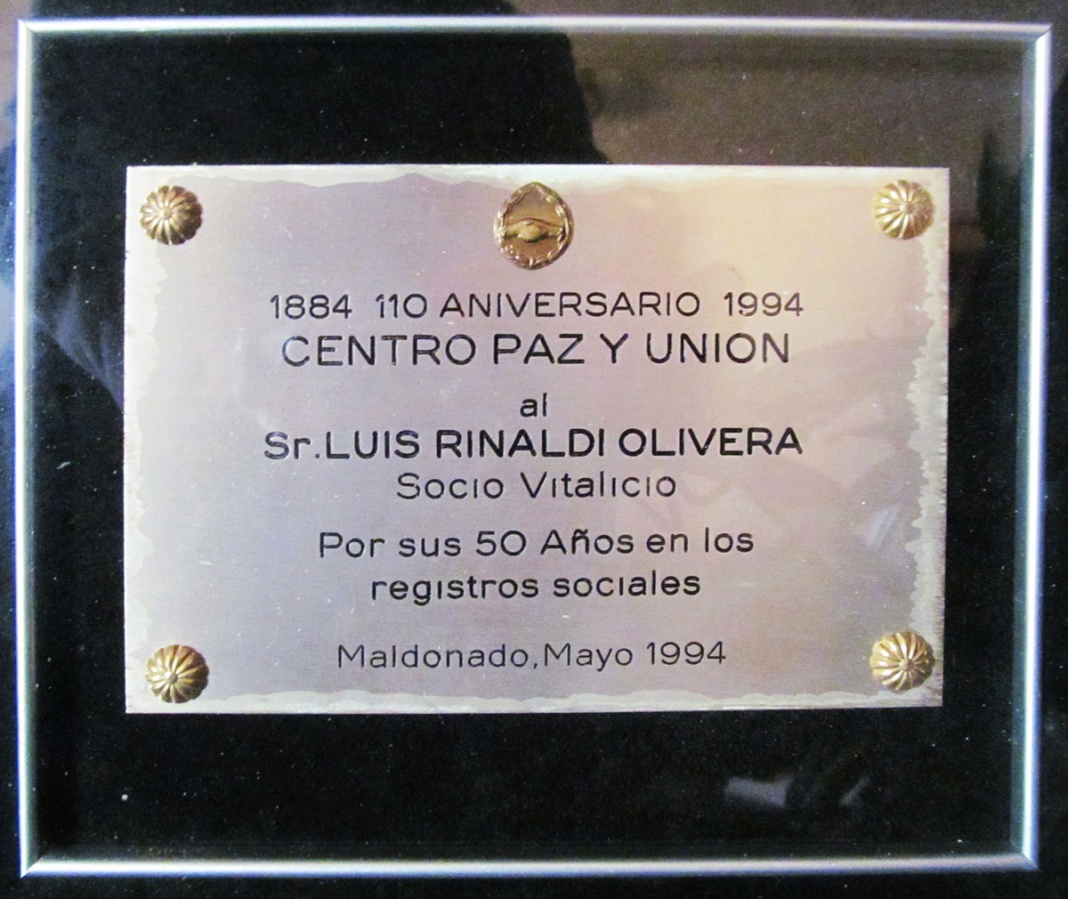 1884 110 ANIVERSARIO 1994
CENTRO PAZ Y UNION
al
Sr.LUIS RINALDI OLIVERA
Socio Vitalicio
Por sus 50 Años en los
registros sociales
Maldonado,Mayo 1994